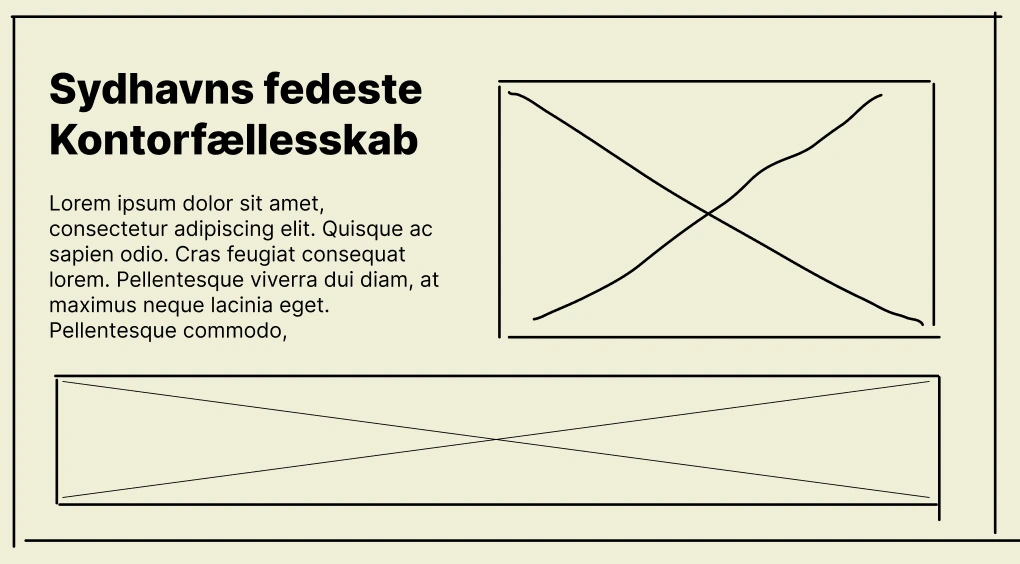 Sydhavns fedeste
Kontorfællesskab
Lorem ipsum dolor sit amet,
consectetur adipiscing elit. Quisque ac
sapien odio. Cras feugiat consequat
lorem. Pellentesque viverra dui diam, at
maximus neque lacinia eget.
Pellentesque commodo,